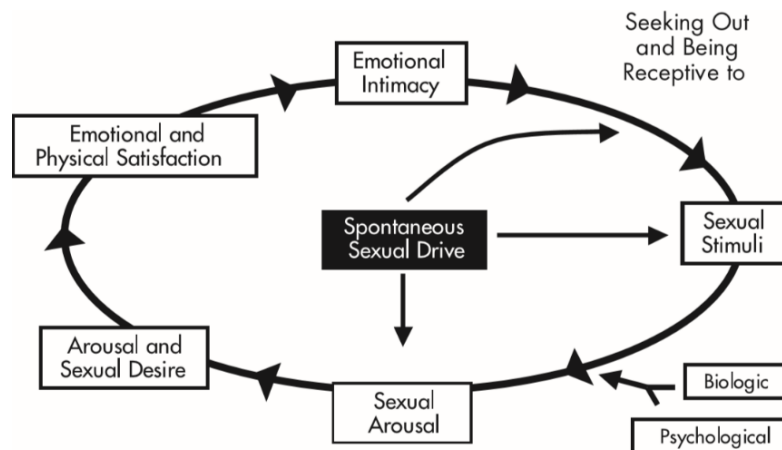 Seeking Out
and Being
Receptive to
Emotional
Intimacy
Emotional and
Physical Satisfaction
Spontaneous
Sexual Drive
Sexual
Stimuli
Arousal and
Sexual Desire
Sexual
Arousal
Biologic
Psychological